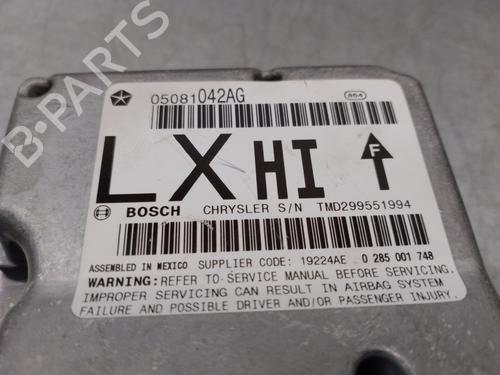 05081042AG
864
LX HI F
BOSCH CHRYSLER S/N TMD299551994
ASSEMBLED IN MEXICO SUPPLIER CODE: 19224AE 0 285 001 748
WARNING: REFER TO SERVICE MANUAL BEFORE SERVICING.
IMPROPER SERVICING CAN RESULT IN AIRBAG SYSTEM
FAILURE AND POSSIBLE DRIVER AND/OR PASSENGER INJURY.
B-PARTS